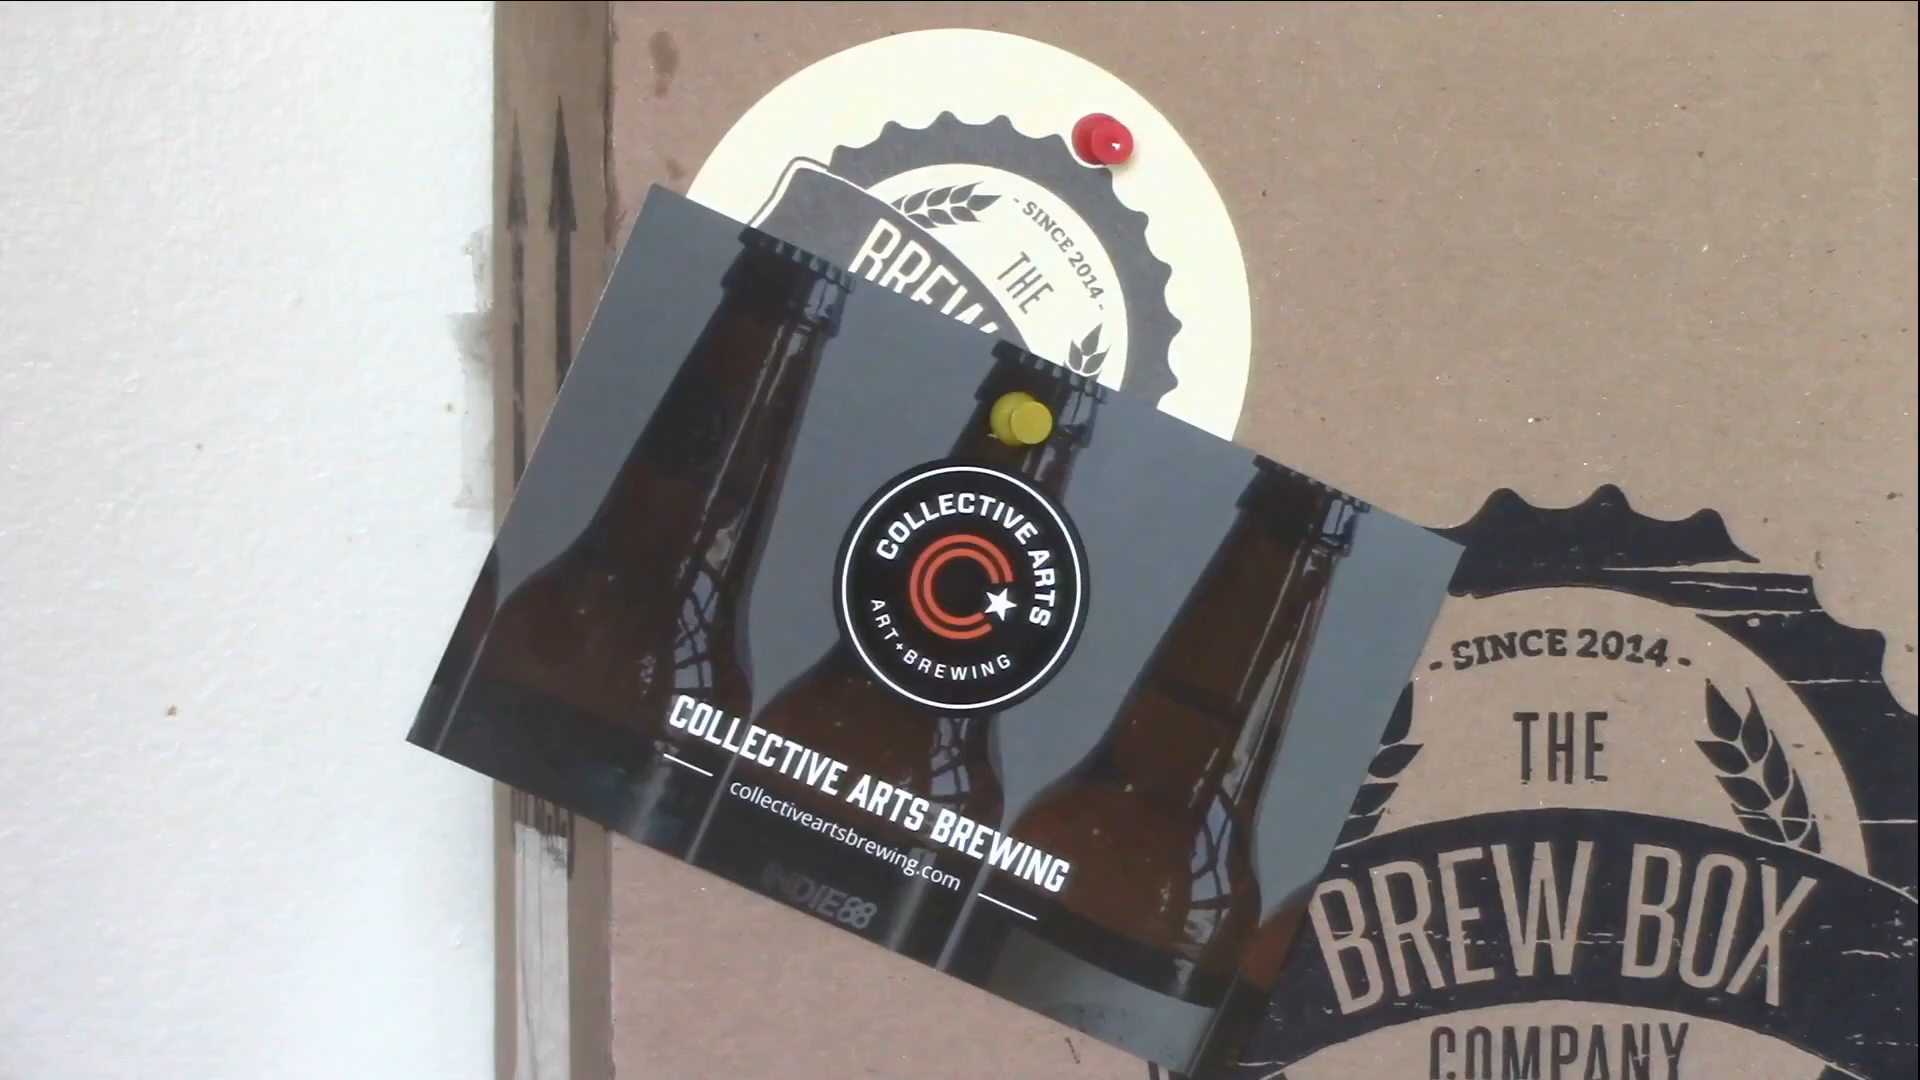 - SINCE 2014 -
THE
BREW
COLLECTIVE ARTS
ART+BREWING
COLLECTIVE ARTS BREWING
collectiveartsbrewing.com
INDIE88
- SINCE 2014 -
THE
BREW BOX
COMPANY